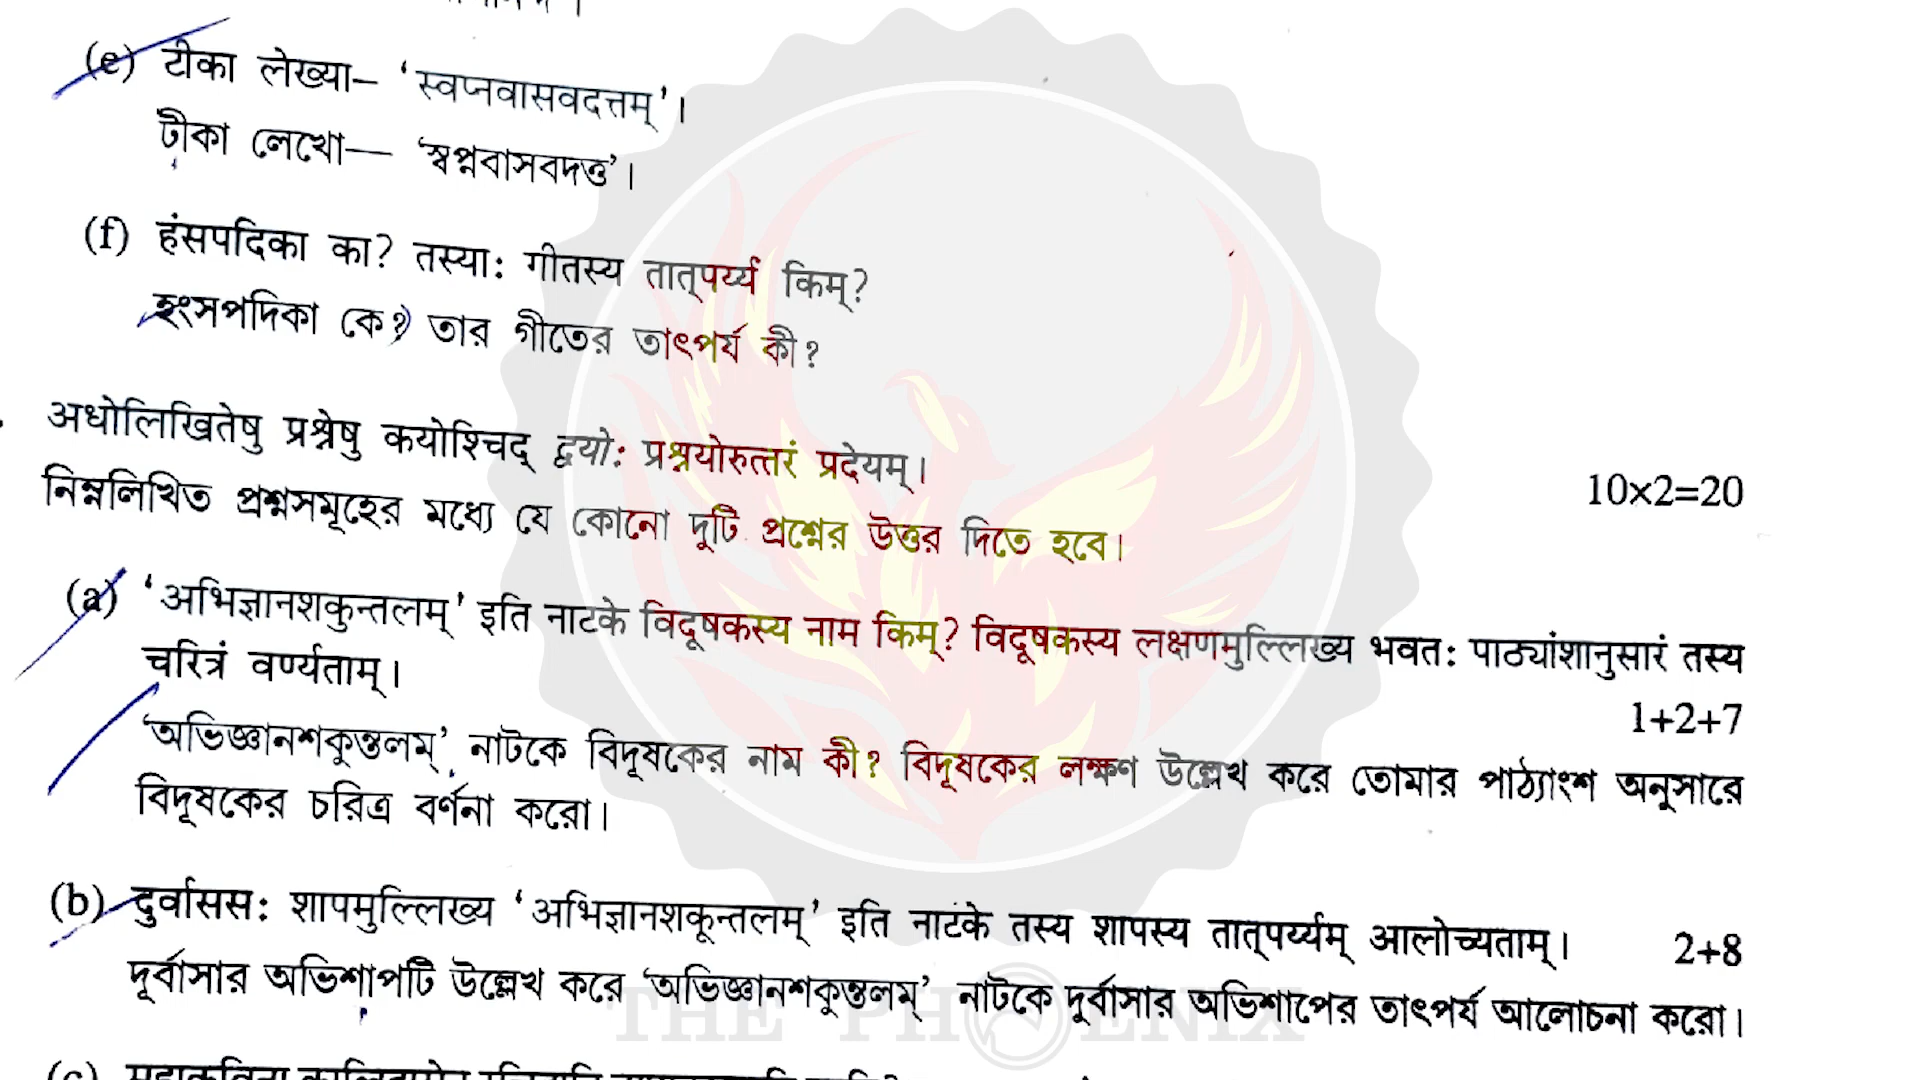 (e) टीका लेख्या– ‘स्वप्नवासवदत्तम्’।
টীকা লেখো— ‘স্বপ্নবাসবদত্ত’।
(f) हंसपदिका का? तस्या: गीतस्य तात्पर्य्य किम्?
হংসপদিকা কে? তার গীতের তাৎপর্য কী?
अधोलिखितेषु प्रश्नेषु कयोश्चिद् द्वयो: प्रश्नयोरुत्तरं प्रदेयम्।
নিম্নলিখিত প্রশ্নসমূহের মধ্যে যে কোনো দুটি প্রশ্নের উত্তর দিতে হবে।
10×2=20
(a) ‘अभिज्ञानशकुन्तलम्’ इति नाटके विदूषकस्य नाम किम्? विदूषकस्य लक्षणमुल्लिख्य भवत: पाठ्यांशानुसारं तस्य
चरित्रं वर्ण्यताम्।
1+2+7
‘অভিজ্ঞানশকুন্তলম্’ নাটকে বিদূষকের নাম কী? বিদূষকের লক্ষণ উল্লেখ করে তোমার পাঠ্যাংশ অনুসারে
বিদূষকের চরিত্র বর্ণনা করো।
(b) दुर्वासस: शापमुल्लिख्य ‘अभिज्ञानशकून्तलम्’ इति नाटके तस्य शापस्य तात्पर्य्यम् आलोच्यताम्। 2+8
দূর্বাসার অভিশাপটি উল্লেখ করে ‘অভিজ্ঞানশকুন্তলম্’ নাটকে দুর্বাসার অভিশাপের তাৎপর্য আলোচনা করো।
THE PHOENIX
(c)